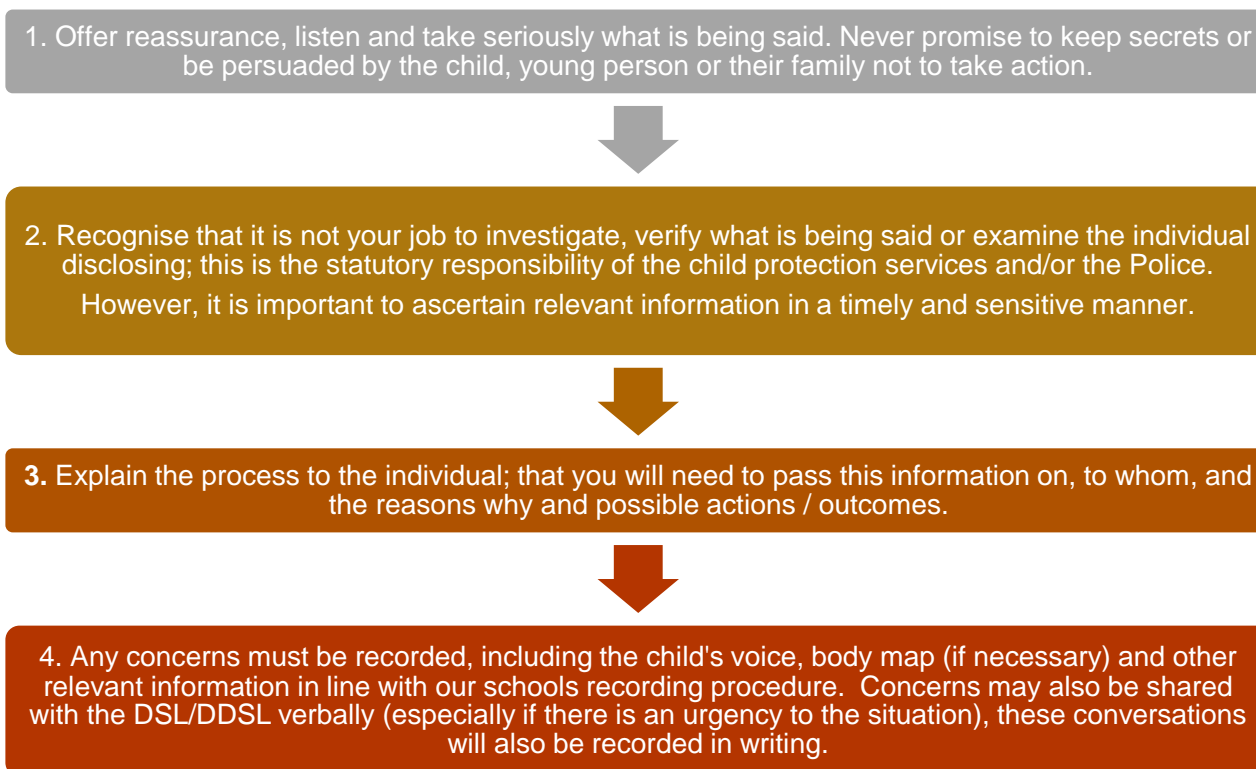 1. Offer reassurance, listen and take seriously what is being said. Never promise to keep secrets or
be persuaded by the child, young person or their family not to take action.
2. Recognise that it is not your job to investigate, verify what is being said or examine the individual
disclosing; this is the statutory responsibility of the child protection services and/or the Police.
However, it is important to ascertain relevant information in a timely and sensitive manner.
3. Explain the process to the individual; that you will need to pass this information on, to whom, and
the reasons why and possible actions / outcomes.
4. Any concerns must be recorded, including the child's voice, body map (if necessary) and other
relevant information in line with our schools recording procedure.  Concerns may also be shared
with the DSL/DDSL verbally (especially if there is an urgency to the situation), these conversations
will also be recorded in writing.